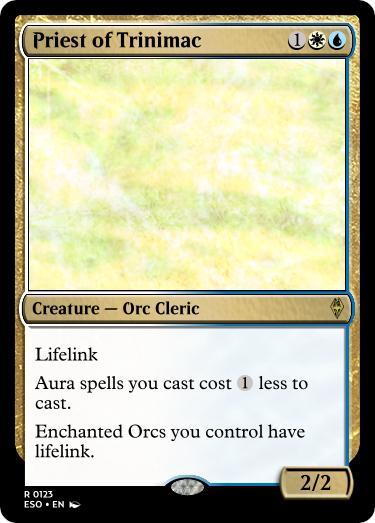 Priest of Trinimac 1
Creature — Orc Cleric
Lifelink
Aura spells you cast cost 1 less to
cast.
Enchanted Orcs you control have
lifelink.
2/2
R 0123
ESO • EN